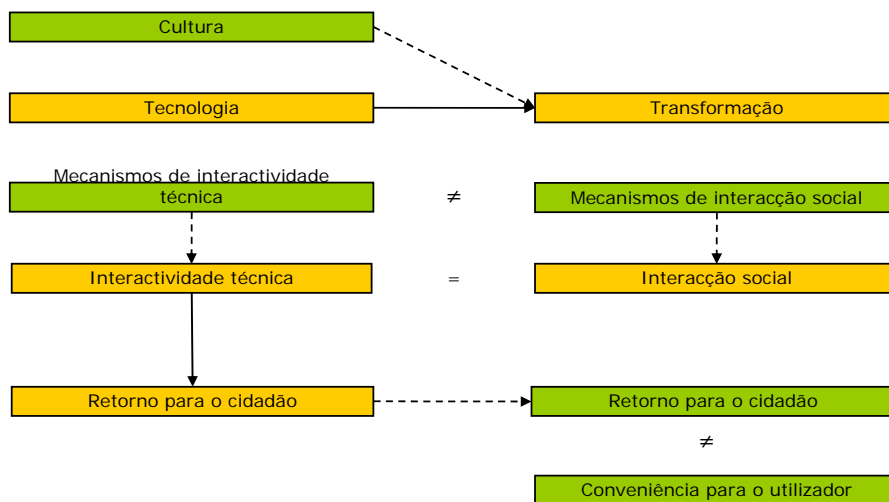 Cultura
Tecnologia
Transformação
Mecanismos de interactividade
técnica
≠
Mecanismos de interacção social
Interactividade técnica
=
Interacção social
Retorno para o cidadão
Retorno para o cidadão
≠
Conveniência para o utilizador